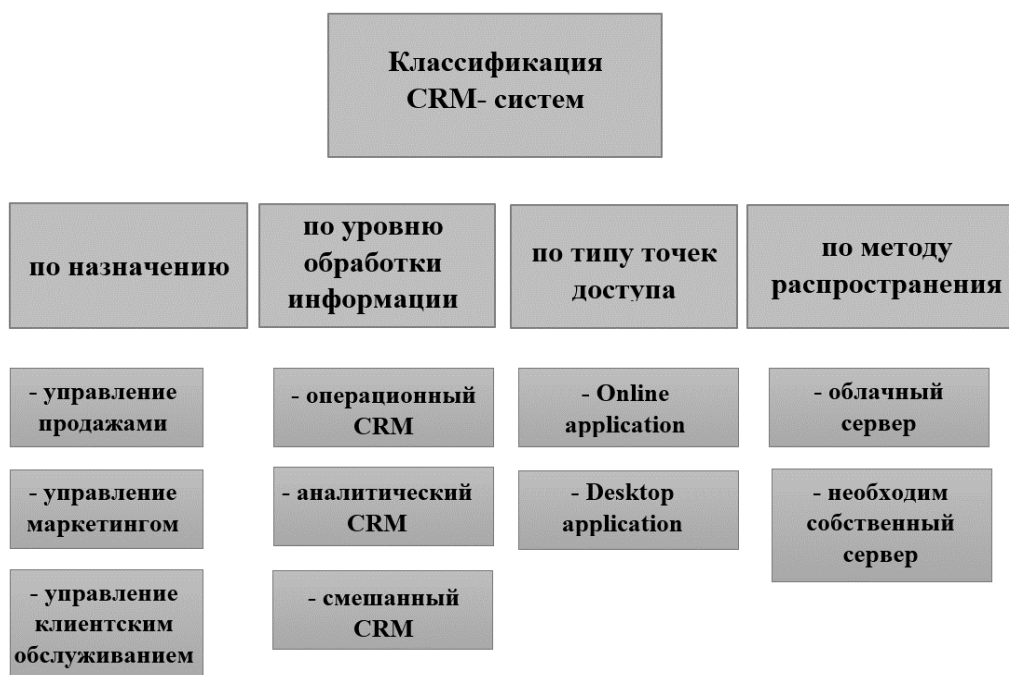 Классификация
CRM- систем
по назначению
по уровню
обработки
информации
по типу точек
доступа
по методу
распространения
- управление
продажами
- управление
маркетингом
- управление
клиентским
обслуживанием
- операционный
CRM
- аналитический
CRM
- смешанный
CRM
- Online
application
- Desktop
application
- облачный
сервер
- необходим
собственный
сервер